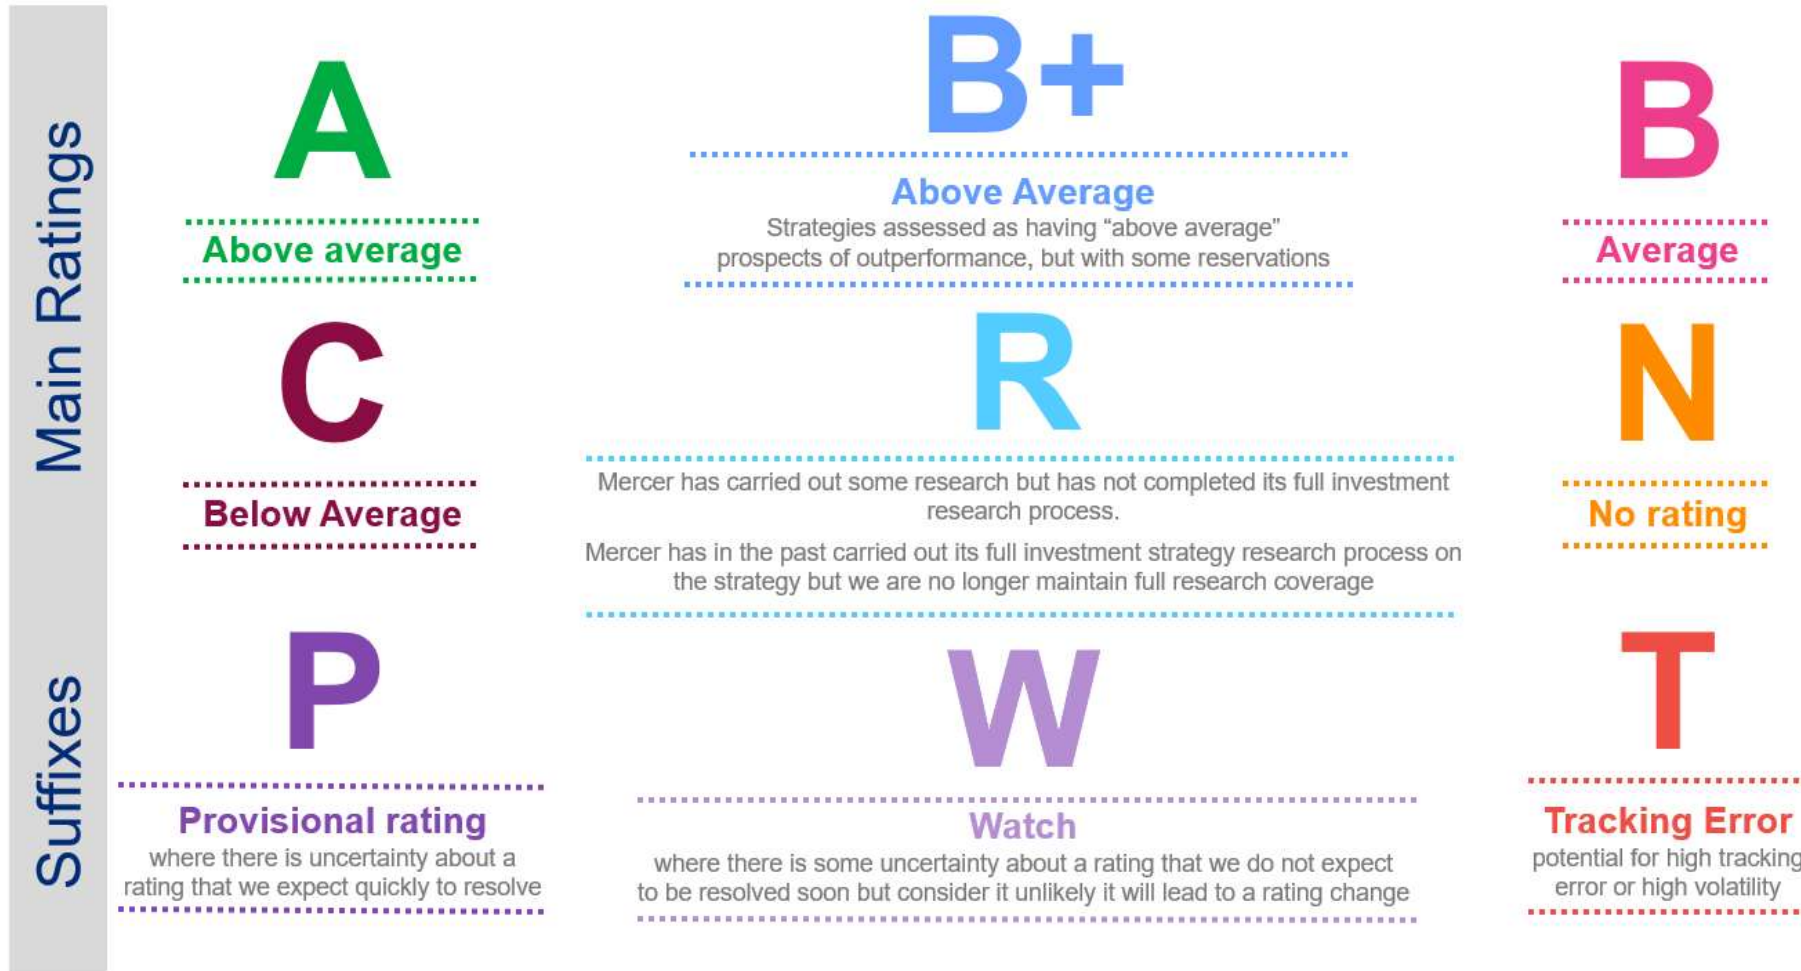 Main Ratings
A
Above average
B+
Above Average
Strategies assessed as having “above average”
prospects of outperformance, but with some reservations
B
Average
C
Below Average
R
Mercer has carried out some research but has not completed its full investment
research process.
Mercer has in the past carried out its full investment strategy research process on
the strategy but we are no longer maintain full research coverage
N
No rating
Suffixes
P
Provisional rating
where there is uncertainty about a
rating that we expect quickly to resolve
W
Watch
where there is some uncertainty about a rating that we do not expect
to be resolved soon but consider it unlikely it will lead to a rating change
T
Tracking Error
potential for high tracking
error or high volatility